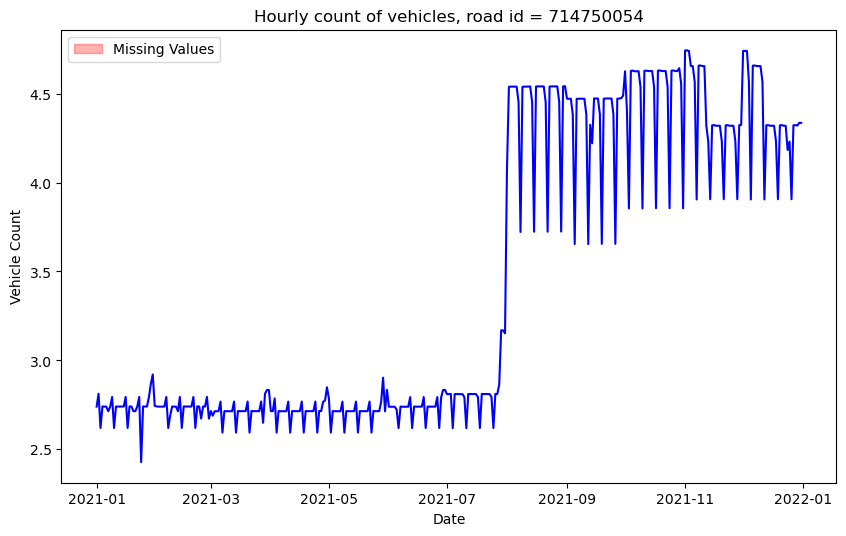 Hourly count of vehicles, road id = 714750054
Missing Values
Vehicle Count
4.5
4.0
3.5
3.0
2.5
2021-01 2021-03 2021-05 2021-07 2021-09 2021-11 2022-01
Date